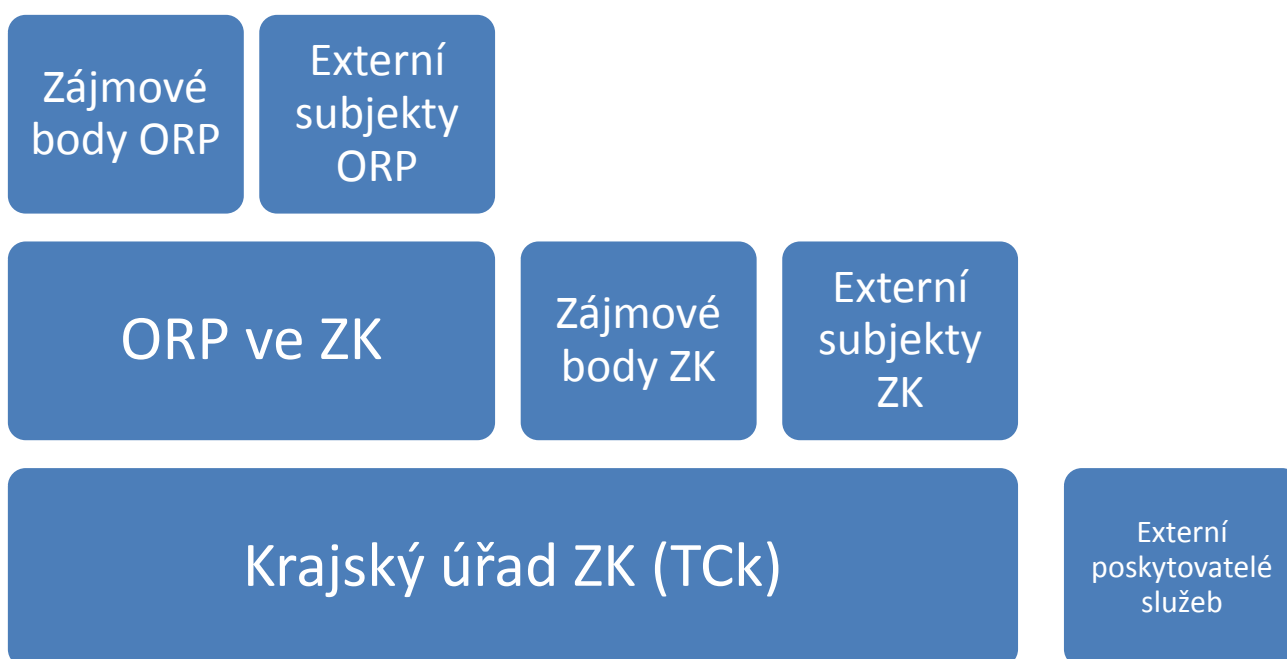 Zájmové
body ORP
Externí
subjekty
ORP
ORP ve ZK
Zájmové
body ZK
Externí
subjekty
ZK
Krajský úřad ZK (TCk)
Externí
poskytovatelé
služeb